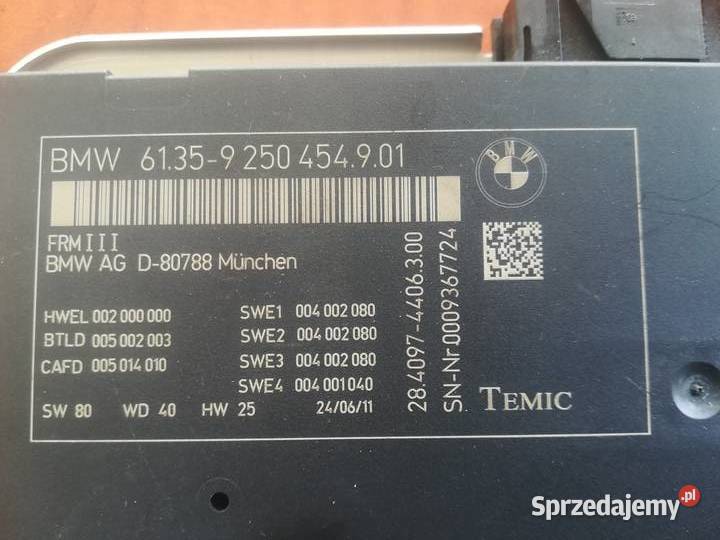 BMW 61.35-9 250 454.9.01
BMW
FRMIII
BMW AG D-80788 München
HWEL 002 000 000
BTLD 005 002 003
CAFD 005 014 010
SWE1 004 002 080
SWE2 004 002 080
SWE3 004 002 080
SWE4 004 001 040
SW 80 WD 40 HW 25 24/06/11
28.4097-4406.3.00
SN-Nr.0009367724
TEMIC
Sprzedajemy.pl